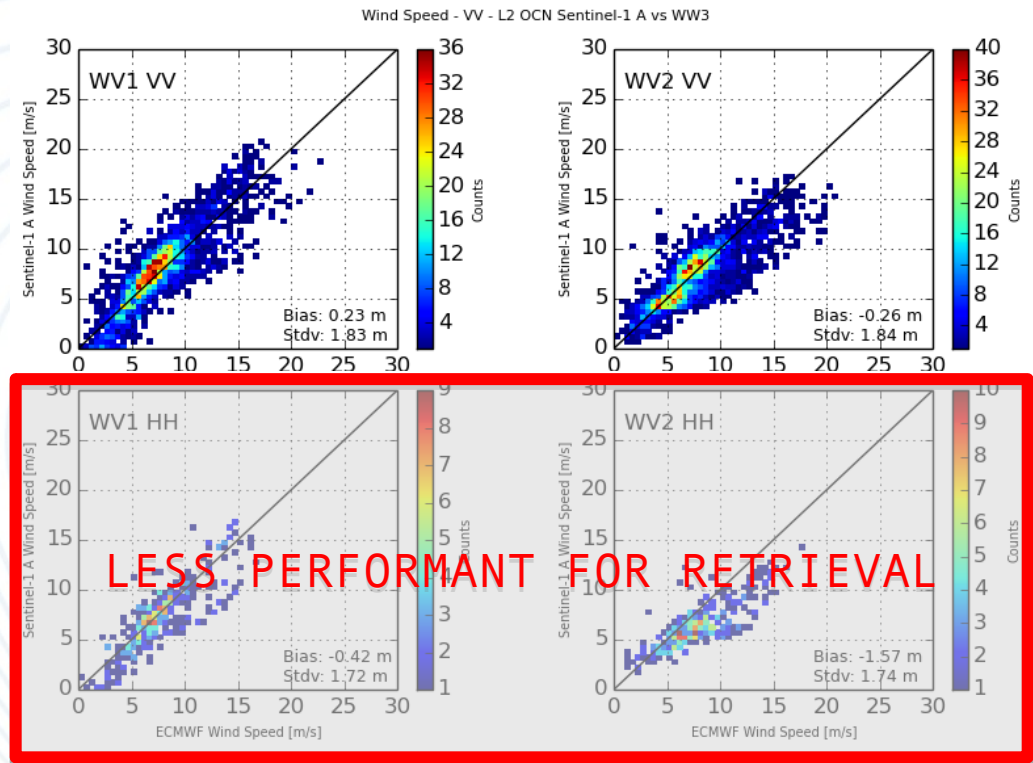 Wind Speed - VV - L2 OCN Sentinel-1 A vs WW3
WV1 VV
Sentinel-1 A Wind Speed [m/s]
30
25
20
15
10
5
0
0 5 10 15 20 25 30
Bias: 0.23 m
Stdv: 1.83 m
36
32
28
24
20
16
12
8
4
Counts
WV2 VV
Sentinel-1 A Wind Speed [m/s]
30
25
20
15
10
5
0
0 5 10 15 20 25 30
Bias: -0.26 m
Stdv: 1.84 m
40
36
32
28
24
20
16
12
8
4
Counts
WV1 HH
Sentinel-1 A Wind Speed [m/s]
30
25
20
15
10
5
0
0 5 10 15 20 25 30
ECMWF Wind Speed [m/s]
Bias: -0.42 m
Stdv: 1.72 m
9
8
7
6
5
4
3
2
1
Counts
WV2 HH
Sentinel-1 A Wind Speed [m/s]
30
25
20
15
10
5
0
0 5 10 15 20 25 30
ECMWF Wind Speed [m/s]
Bias: -1.57 m
Stdv: 1.74 m
10
9
8
7
6
5
4
3
2
1
Counts
LESS PERFORMANT FOR RETRIEVAL